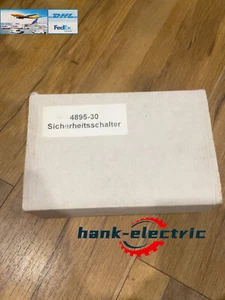 DHL
FedEx
4895-30
Sicherheitsschalter
hank-electric